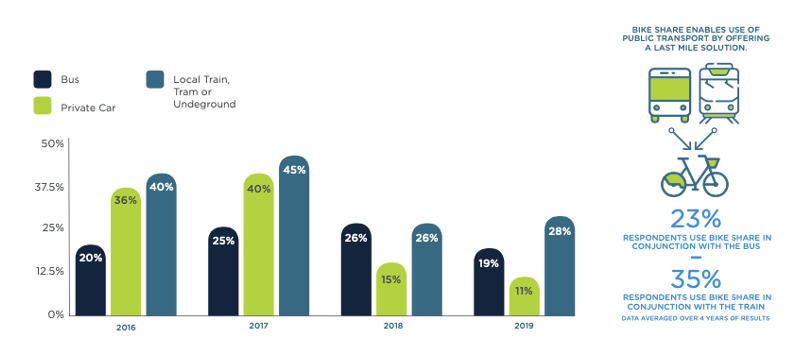 Bus
Private Car
Local Train,
Tram or
Undeground
50%
37.5%
25%
12.5%
0%
20%
36%
40%
25%
40%
45%
26%
15%
26%
19%
11%
28%
2016
2017
2018
2019
BIKE SHARE ENABLES USE OF
PUBLIC TRANSPORT BY OFFERING
A LAST MILE SOLUTION.
23%
RESPONDENTS USE BIKE SHARE IN
CONJUNCTION WITH THE BUS
35%
RESPONDENTS USE BIKE SHARE IN
CONJUNCTION WITH THE TRAIN
DATA AVERAGED OVER 4 YEARS OF RESULTS